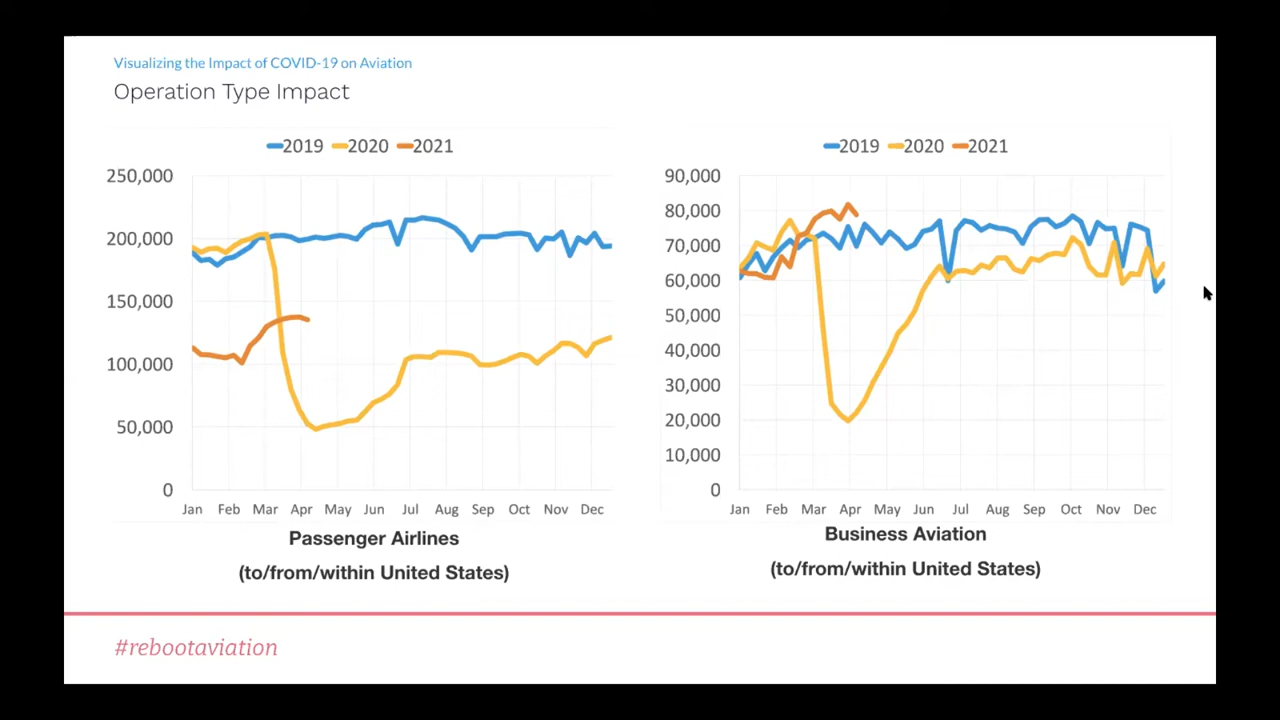 Visualizing the Impact of COVID-19 on Aviation
Operation Type Impact
2019 2020 2021
250,000
200,000
150,000
100,000
50,000
0
Jan Feb Mar Apr May Jun Jul Aug Sep Oct Nov Dec
Passenger Airlines
(to/from/within United States)
2019 2020 2021
90,000
80,000
70,000
60,000
50,000
40,000
30,000
20,000
10,000
0
Jan Feb Mar Apr May Jun Jul Aug Sep Oct Nov Dec
Business Aviation
(to/from/within United States)
#rebootaviation